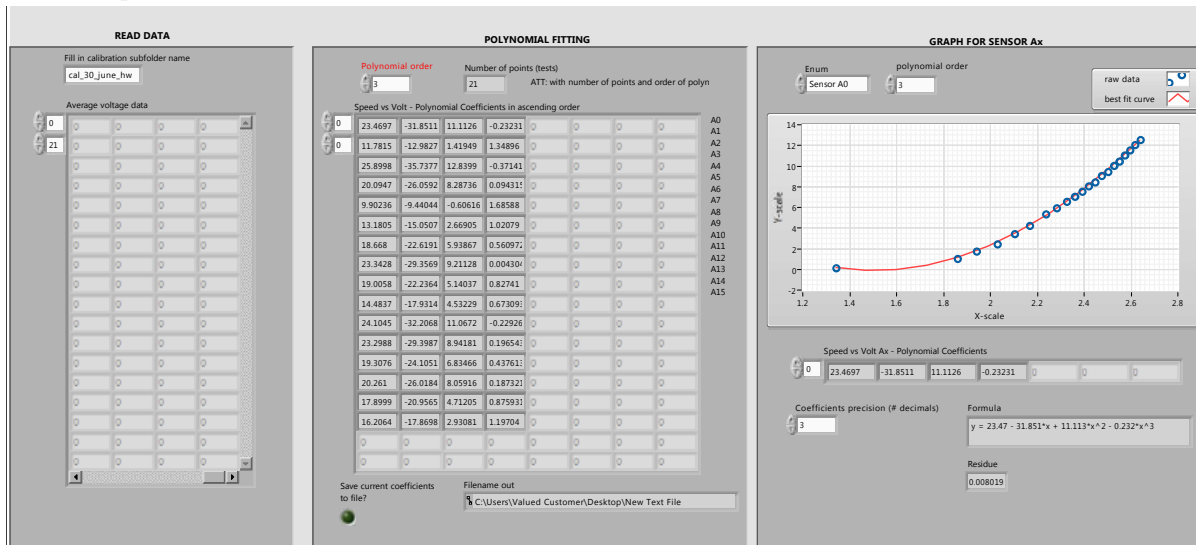 READ DATA
Fill in calibration subfolder name
cal_30_june_hw
Average voltage data
0
21
POLYNOMIAL FITTING
Polynomial order
3
Number of points (tests)
21
ATT: with number of points and order of polyn
Speed vs Volt - Polynomial Coefficients in ascending order
0
0
23.4697 -31.8511 11.1126 -0.23231
11.7815 -12.9827 1.41949 1.34896
25.8998 -35.7377 12.8399 -0.37141
20.0947 -26.0592 8.28736 0.094315
9.90236 -9.44044 -0.60616 1.68588
13.1805 -15.0507 2.66905 1.02079
18.668 -22.6191 5.93867 0.560972
23.3428 -29.3569 9.21128 0.004304
19.0058 -22.2364 5.14037 0.82741
14.4837 -17.9314 4.53229 0.673093
24.1045 -32.2068 11.0672 -0.22926
23.2988 -29.3987 8.94181 0.196543
19.3076 -24.1051 6.83466 0.437613
20.261 -26.0184 8.05916 0.187321
17.8999 -20.9565 4.71205 0.875931
16.2064 -17.8698 2.93081 1.19704
A0
A1
A2
A3
A4
A5
A6
A7
A8
A9
A10
A11
A12
A13
A14
A15
Save current coefficients
to file?
Filename out
C:\Users\Valued Customer\Desktop\New Text File
GRAPH FOR SENSOR Ax
Enum
Sensor A0
polynomial order
3
raw data
best fit curve
14
12
10
8
6
4
2
0
-2
Y-scale
1.2 1.4 1.6 1.8 2 2.2 2.4 2.6 2.8
X-scale
Speed vs Volt Ax - Polynomial Coefficients
0
23.4697 -31.8511 11.1126 -0.23231 0 0 0
Coefficients precision (# decimals)
3
Formula
y = 23.47 - 31.851*x + 11.113*x^2 - 0.232*x^3
Residue
0.008019